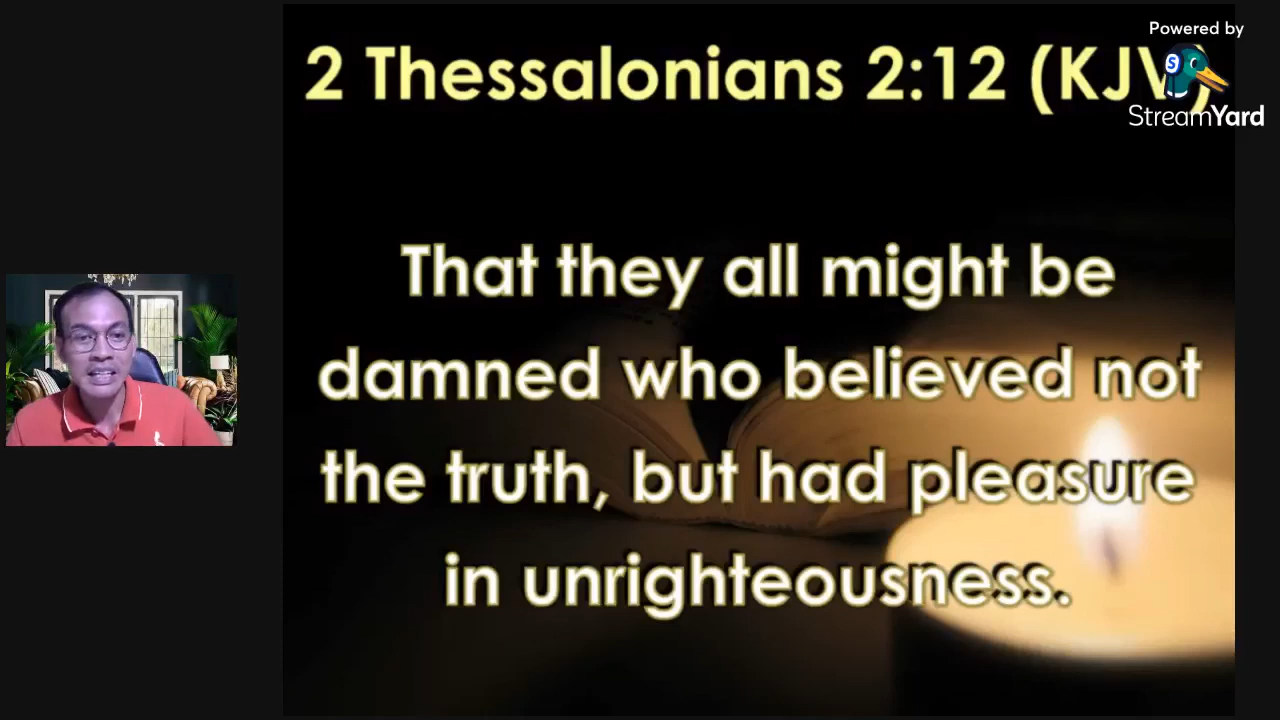 2 Thessalonians 2:12 (KJV)
Powered by
S
StreamYard
That they all might be
damned who believed not
the truth, but had pleasure
in unrighteousness.